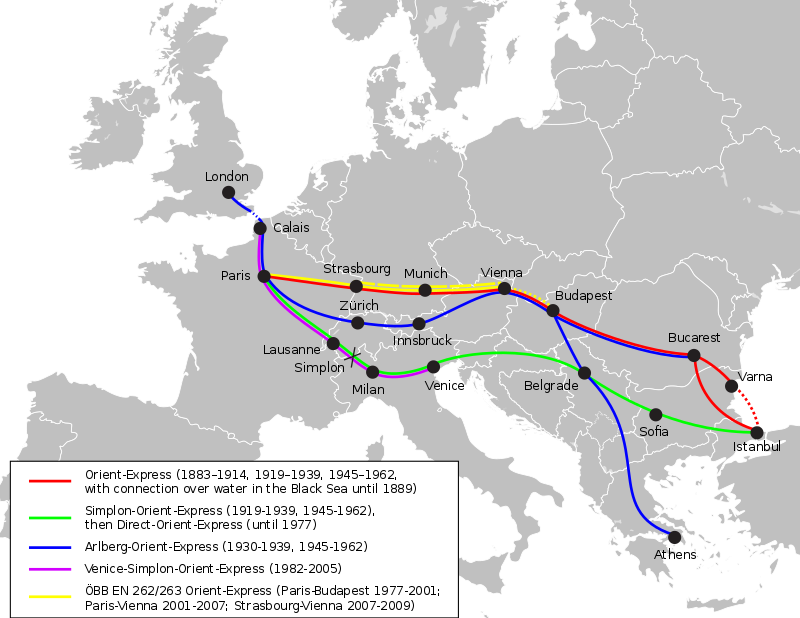 London
Calais
Paris
Strasbourg
Munich
Vienna
Budapest
Zürich
Innsbruck
Lausanne
Simplon
Milan
Venice
Belgrade
Bucarest
Varna
Sofia
Istanbul
Athens
Orient-Express (1883–1914, 1919–1939, 1945–1962,
with connection over water in the Black Sea until 1889)
Simplon-Orient-Express (1919-1939, 1945-1962),
then Direct-Orient-Express (until 1977)
Arlberg-Orient-Express (1930-1939, 1945-1962)
Venice-Simplon-Orient-Express (1982-2005)
ÖBB EN 262/263 Orient-Express (Paris-Budapest 1977-2001;
Paris-Vienna 2001-2007; Strasbourg-Vienna 2007-2009)